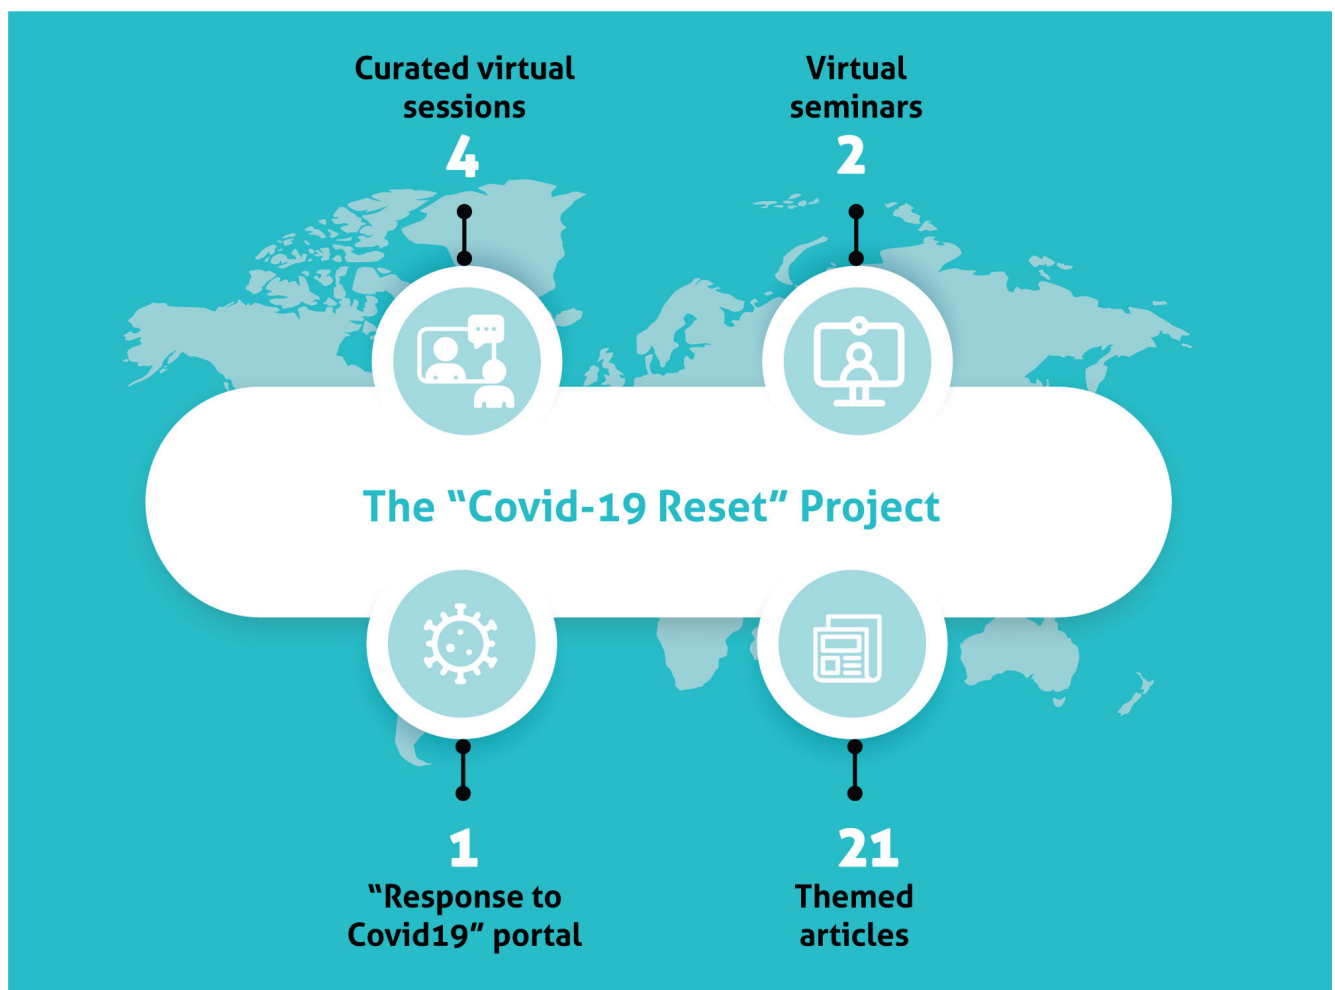 Curated virtual
sessions
4
Virtual
seminars
2
The “Covid-19 Reset” Project
1
“Response to
Covid19” portal
21
Themed
articles